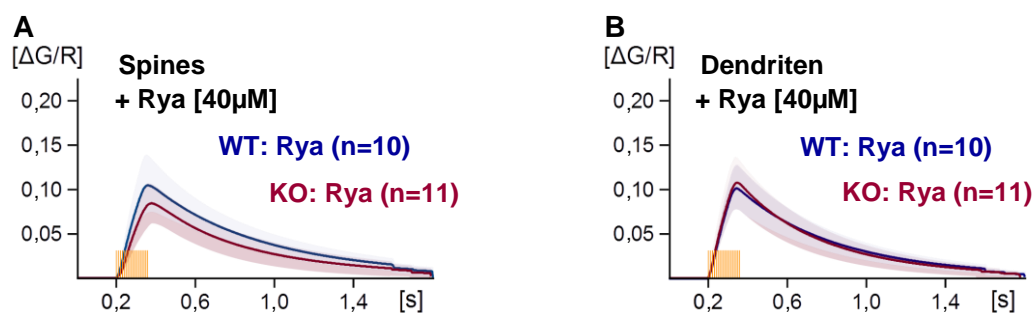 A
[ΔG/R]
Spines
+ Rya [40µM]
WT: Rya (n=10)
KO: Rya (n=11)
0,20
0,15
0,10
0,05
0,2
0,6
1,0
1,4
[s]
B
[ΔG/R]
Dendriten
+ Rya [40µM]
WT: Rya (n=10)
KO: Rya (n=11)
0,20
0,15
0,10
0,05
0,2
0,6
1,0
1,4
[s]